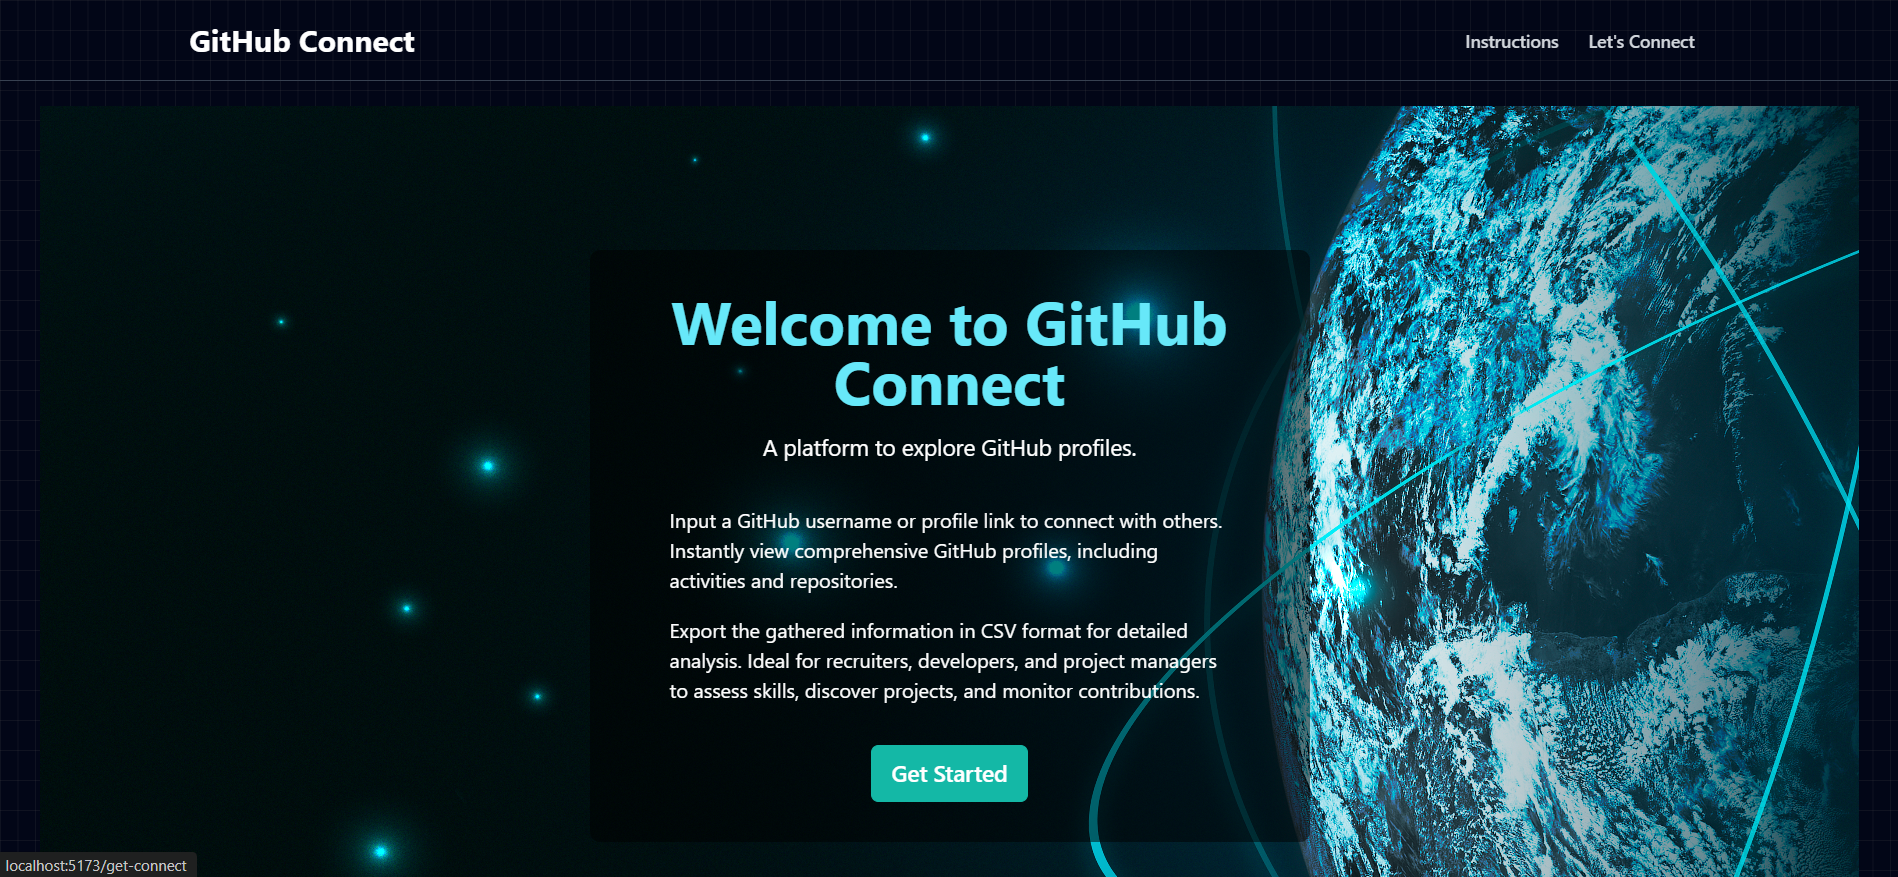 GitHub Connect
Instructions
Let's Connect
Welcome to GitHub
Connect
A platform to explore GitHub profiles.
Input a GitHub username or profile link to connect with others.
Instantly view comprehensive GitHub profiles, including
activities and repositories.
Export the gathered information in CSV format for detailed
analysis. Ideal for recruiters, developers, and project managers
to assess skills, discover projects, and monitor contributions.
Get Started
localhost:5173/get-connect